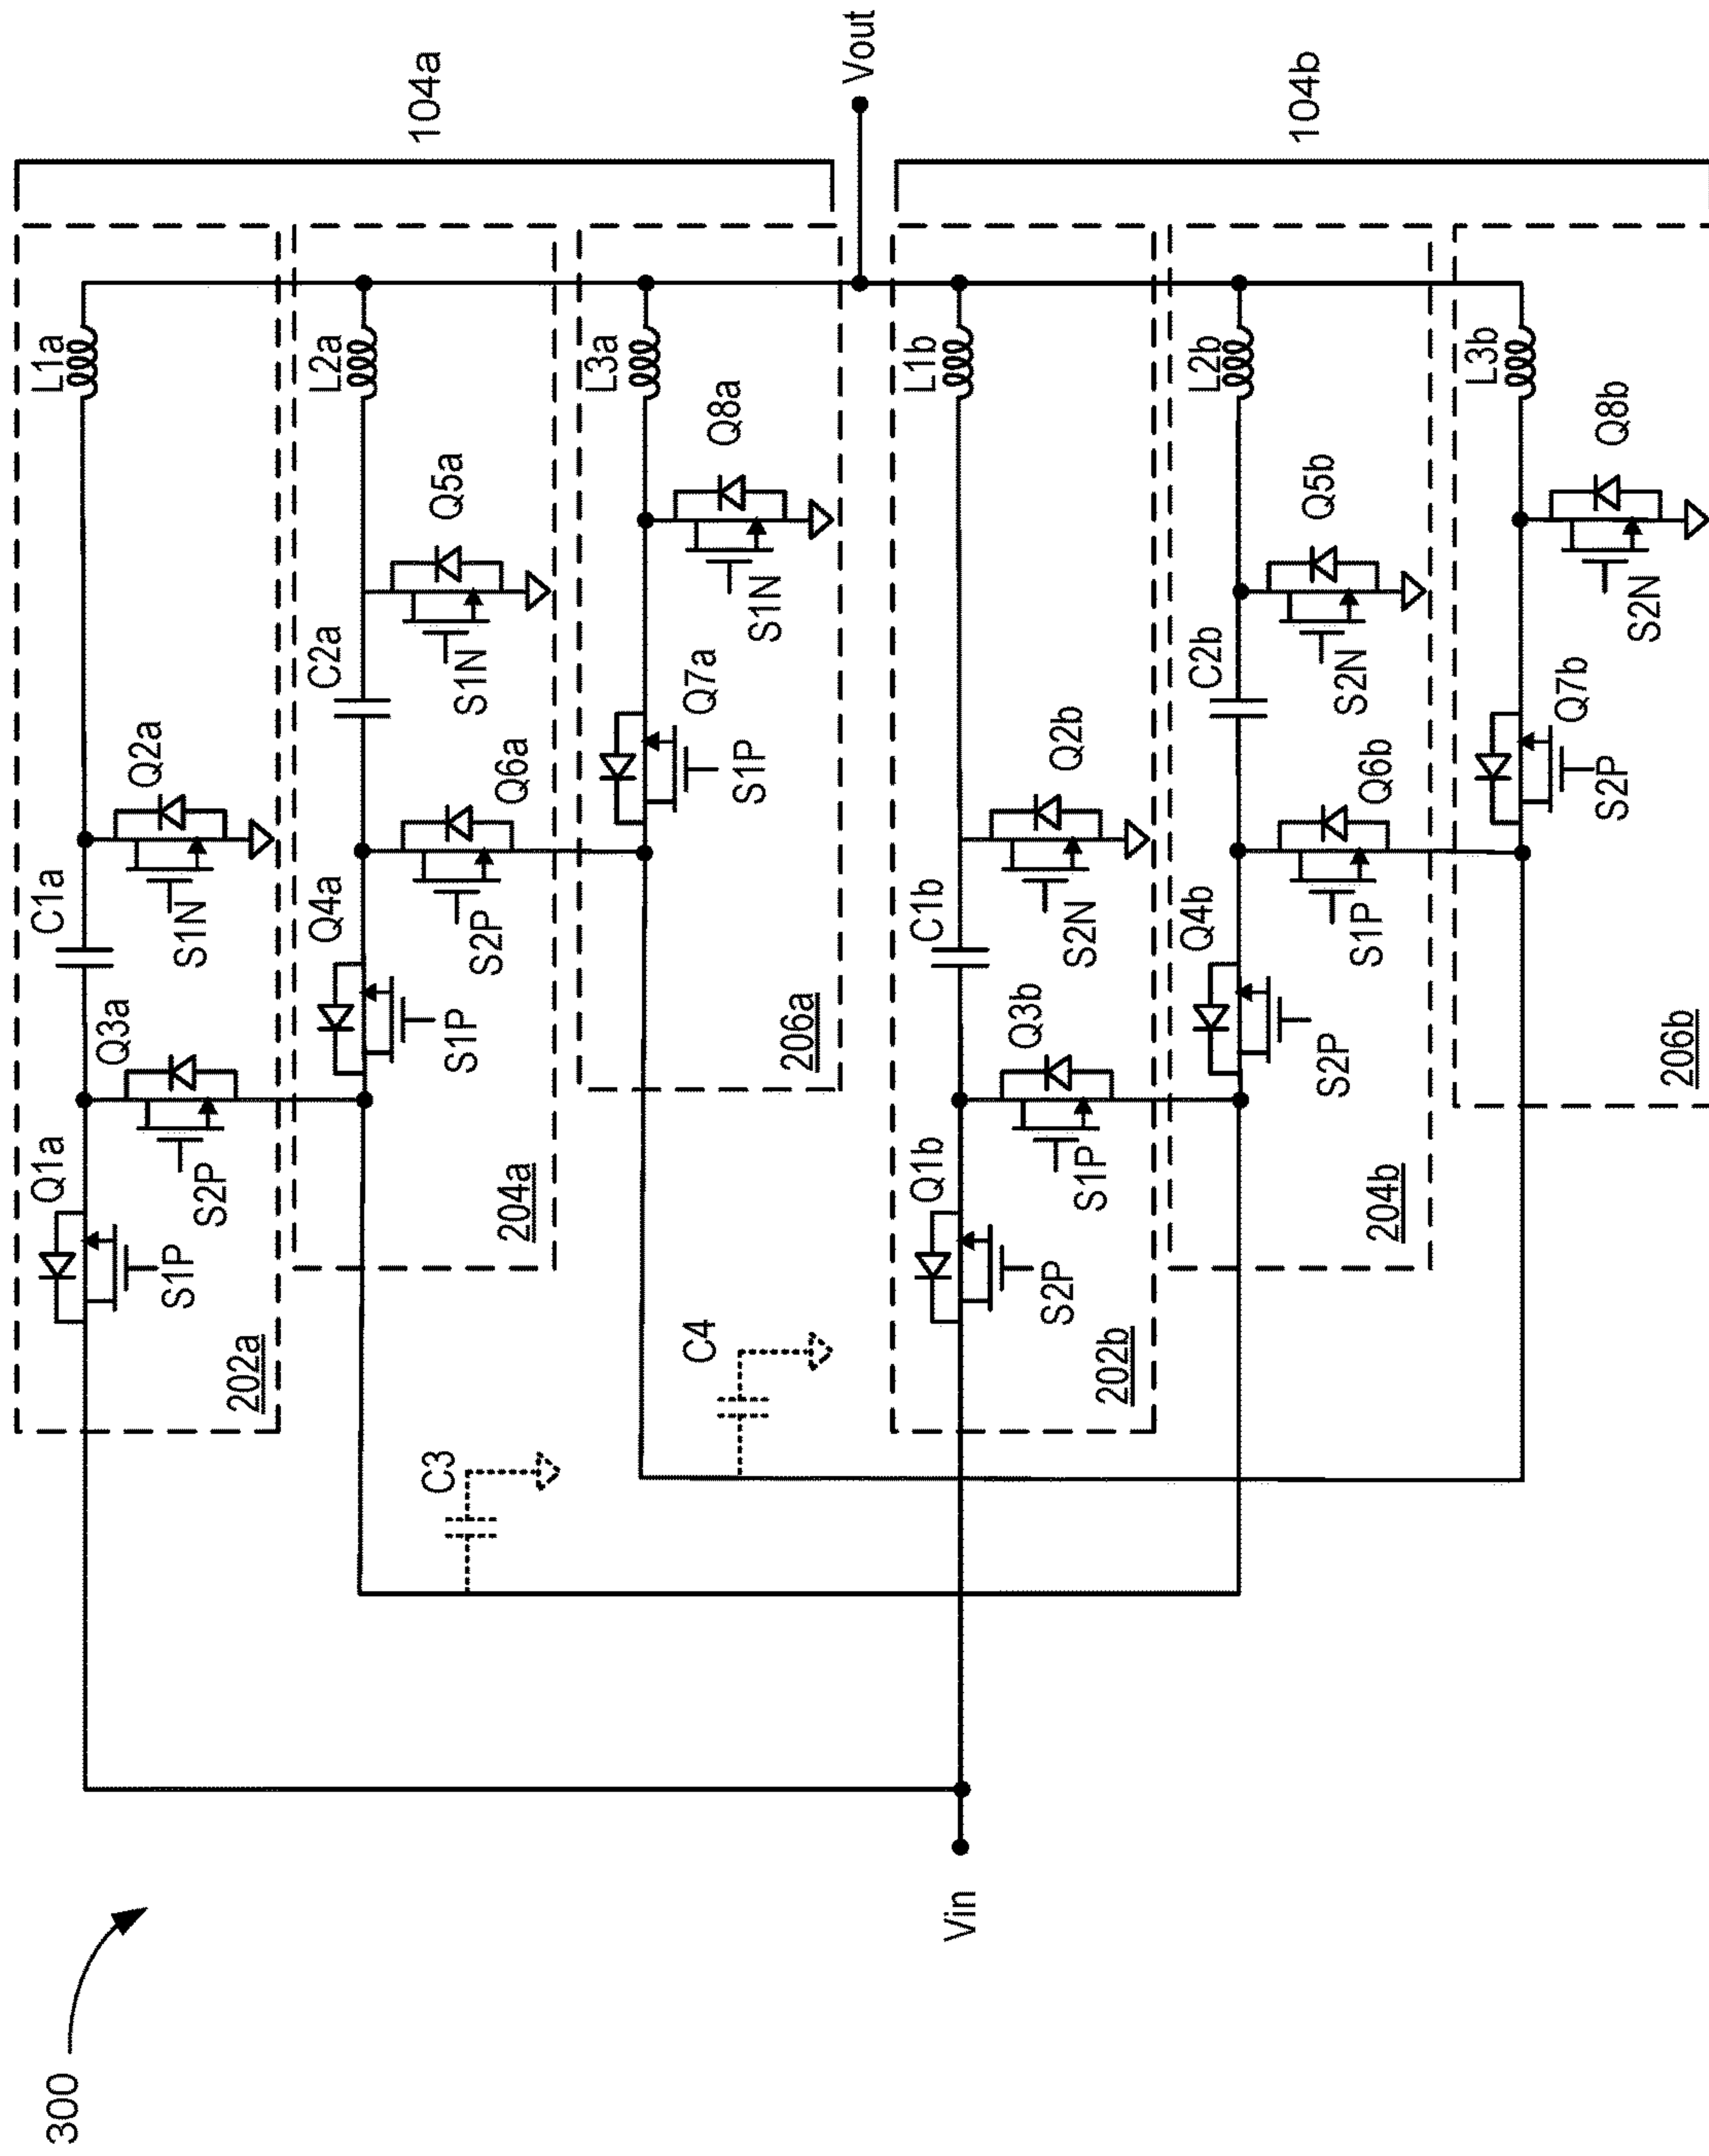 300
Vin
Vout
104a
104b
L1a
C1a
Q2a
S1N
Q3a
S2P
Q1a
S1P
202a
L2a
C2a
Q5a
S1N
Q4a
S1P
Q6a
S2P
204a
L3a
Q8a
S1N
Q7a
S1P
206a
C3
C4
L1b
C1b
Q2b
S2N
Q3b
S1P
Q1b
S2P
202b
L2b
C2b
Q5b
S2N
Q4b
S2P
Q6b
S1P
204b
L3b
Q8b
S2N
Q7b
S2P
206b